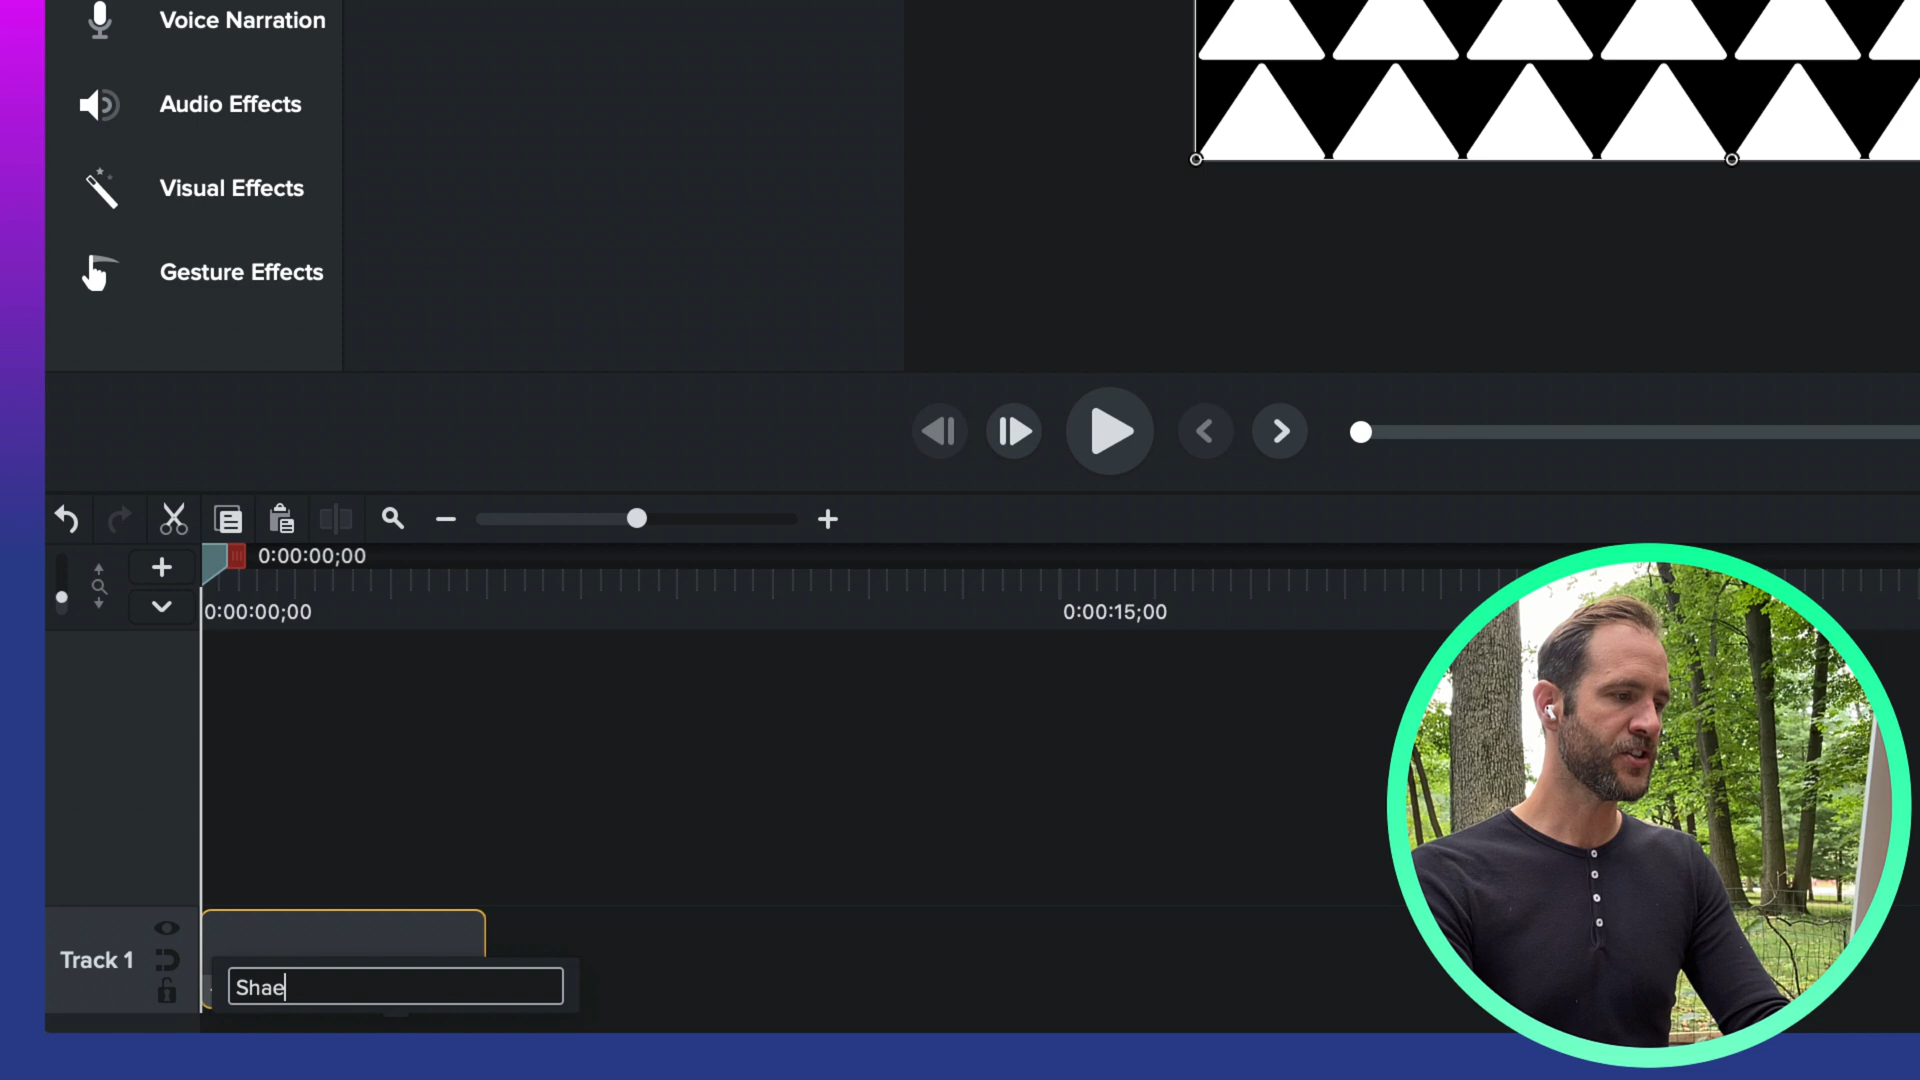 Voice Narration
Audio Effects
Visual Effects
Gesture Effects
0:00:00;00
0:00:00;00
0:00:15;00
Track 1
Shae